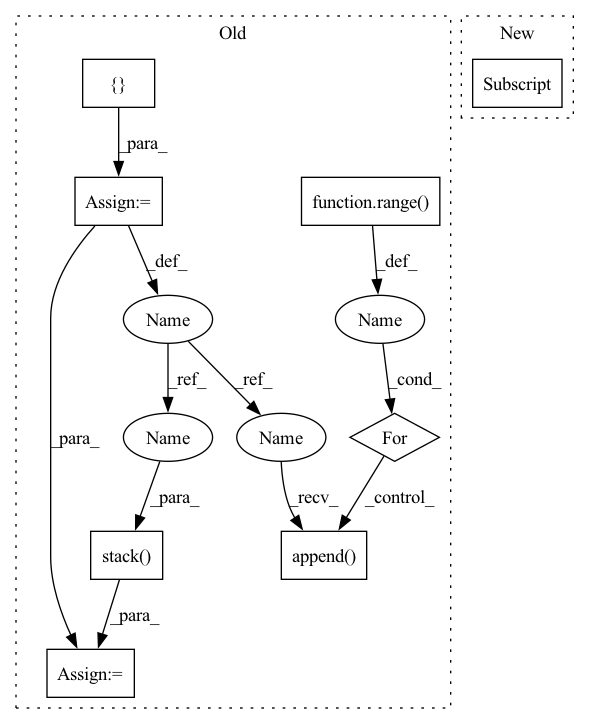 Old
New
{}
Subscript
_para_
Assign:=
function.range()
_def_
_def_
Name
Name
_ref_
_ref_
_cond_
_para_
Name
Name
For
_para_
_recv_
_control_
stack()
append()
_para_
Assign:=